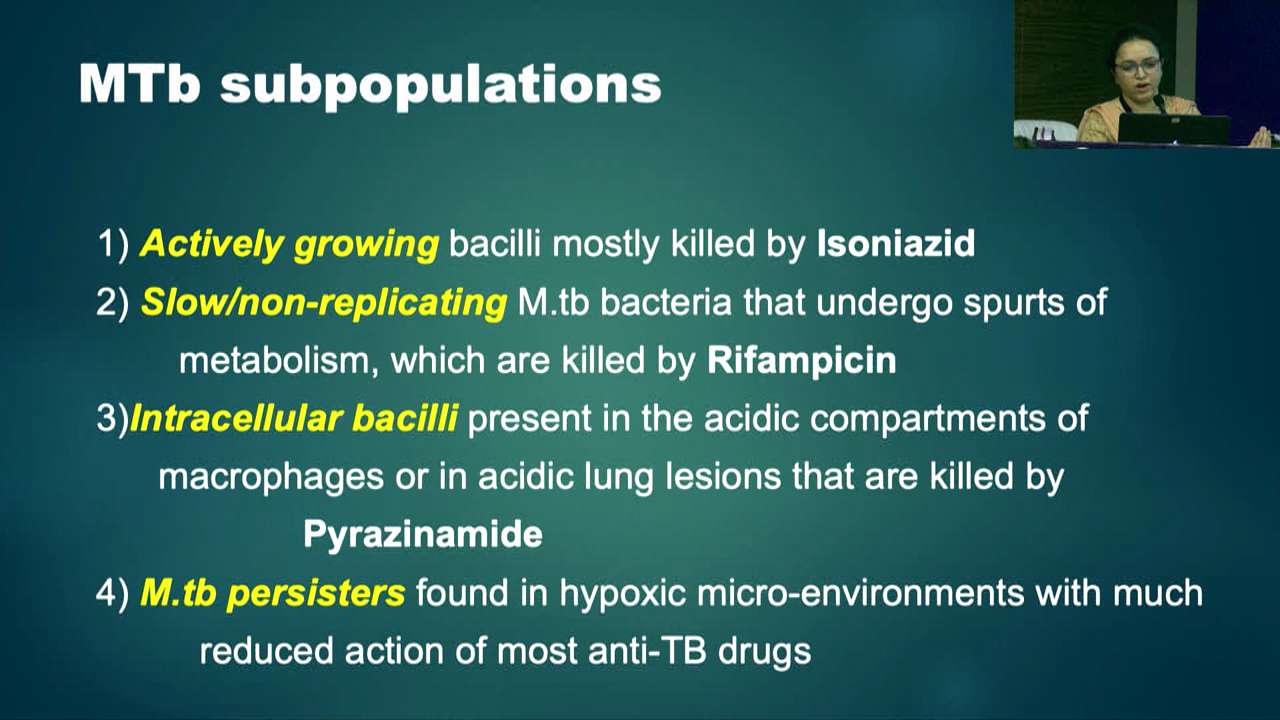 MTb subpopulations
1) Actively growing bacilli mostly killed by Isoniazid
2) Slow/non-replicating M.tb bacteria that undergo spurts of
metabolism, which are killed by Rifampicin
3)Intracellular bacilli present in the acidic compartments of
macrophages or in acidic lung lesions that are killed by
Pyrazinamide
4) M.tb persisters found in hypoxic micro-environments with much
reduced action of most anti-TB drugs